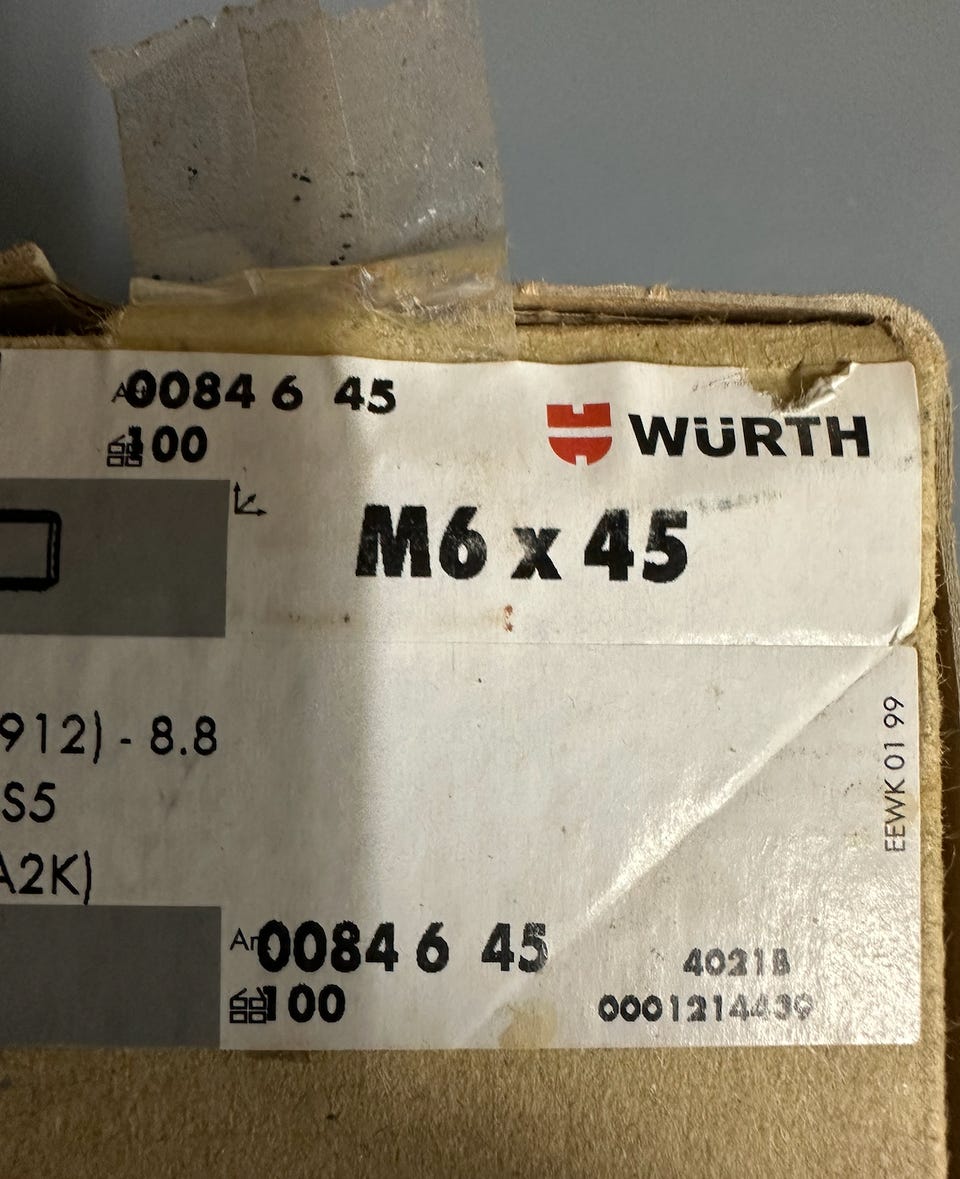 0084 6 45
100
WÜRTH
M6 x 45
912) - 8.8
S5
A2K)
EEWK 01 99
Ar 0084 6 45
100
4021B
0001214439